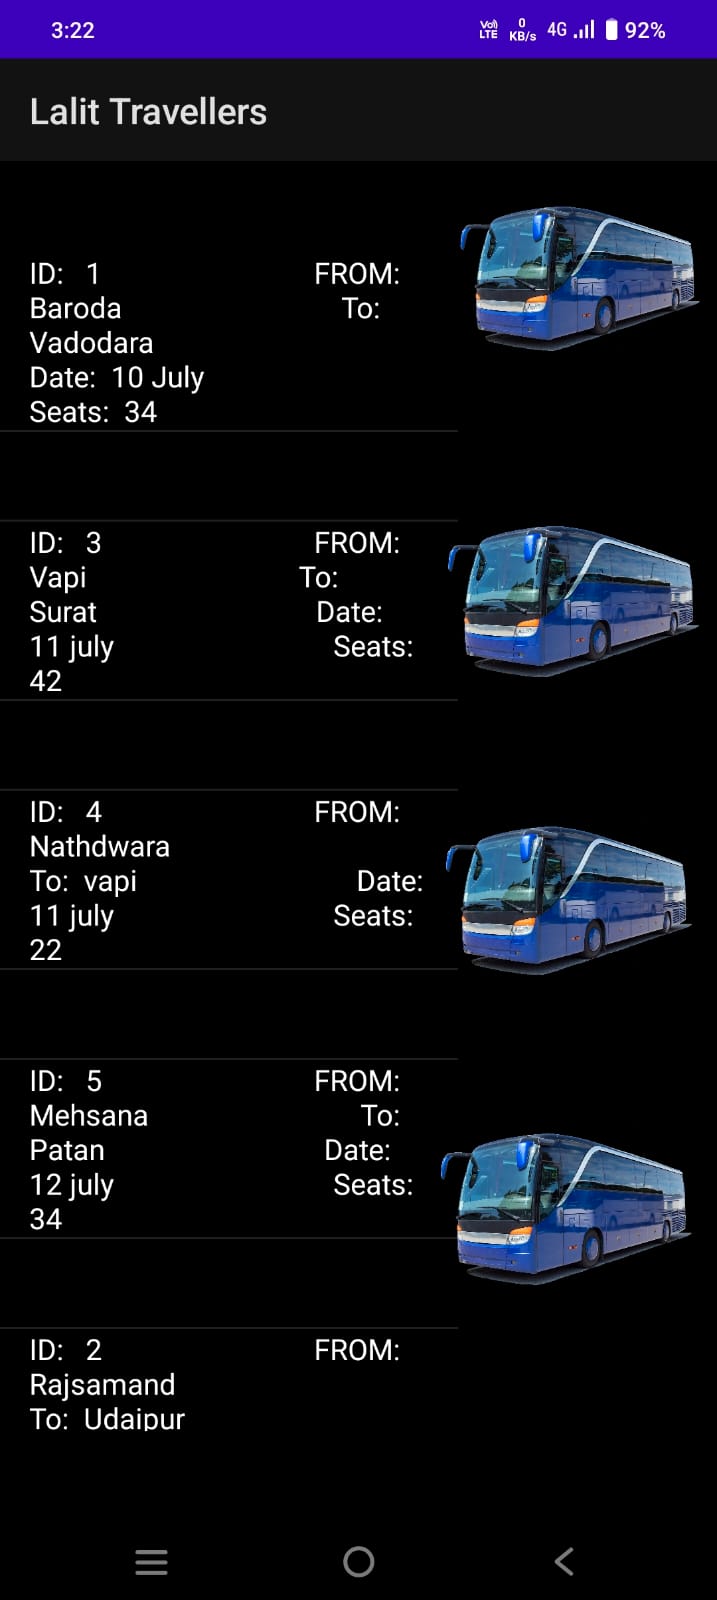 3:22 Vo) LTE 0 KB/s 4G 92%
Lalit Travellers
ID: 1 FROM:
Baroda To:
Vadodara
Date: 10 July
Seats: 34
ID: 3 FROM:
Vapi To:
Surat Date:
11 july Seats:
42
ID: 4 FROM:
Nathdwara
To: vapi Date:
11 july Seats:
22
ID: 5 FROM:
Mehsana To:
Patan Date:
12 july Seats:
34
ID: 2 FROM:
Rajsamand
To: Udaipur